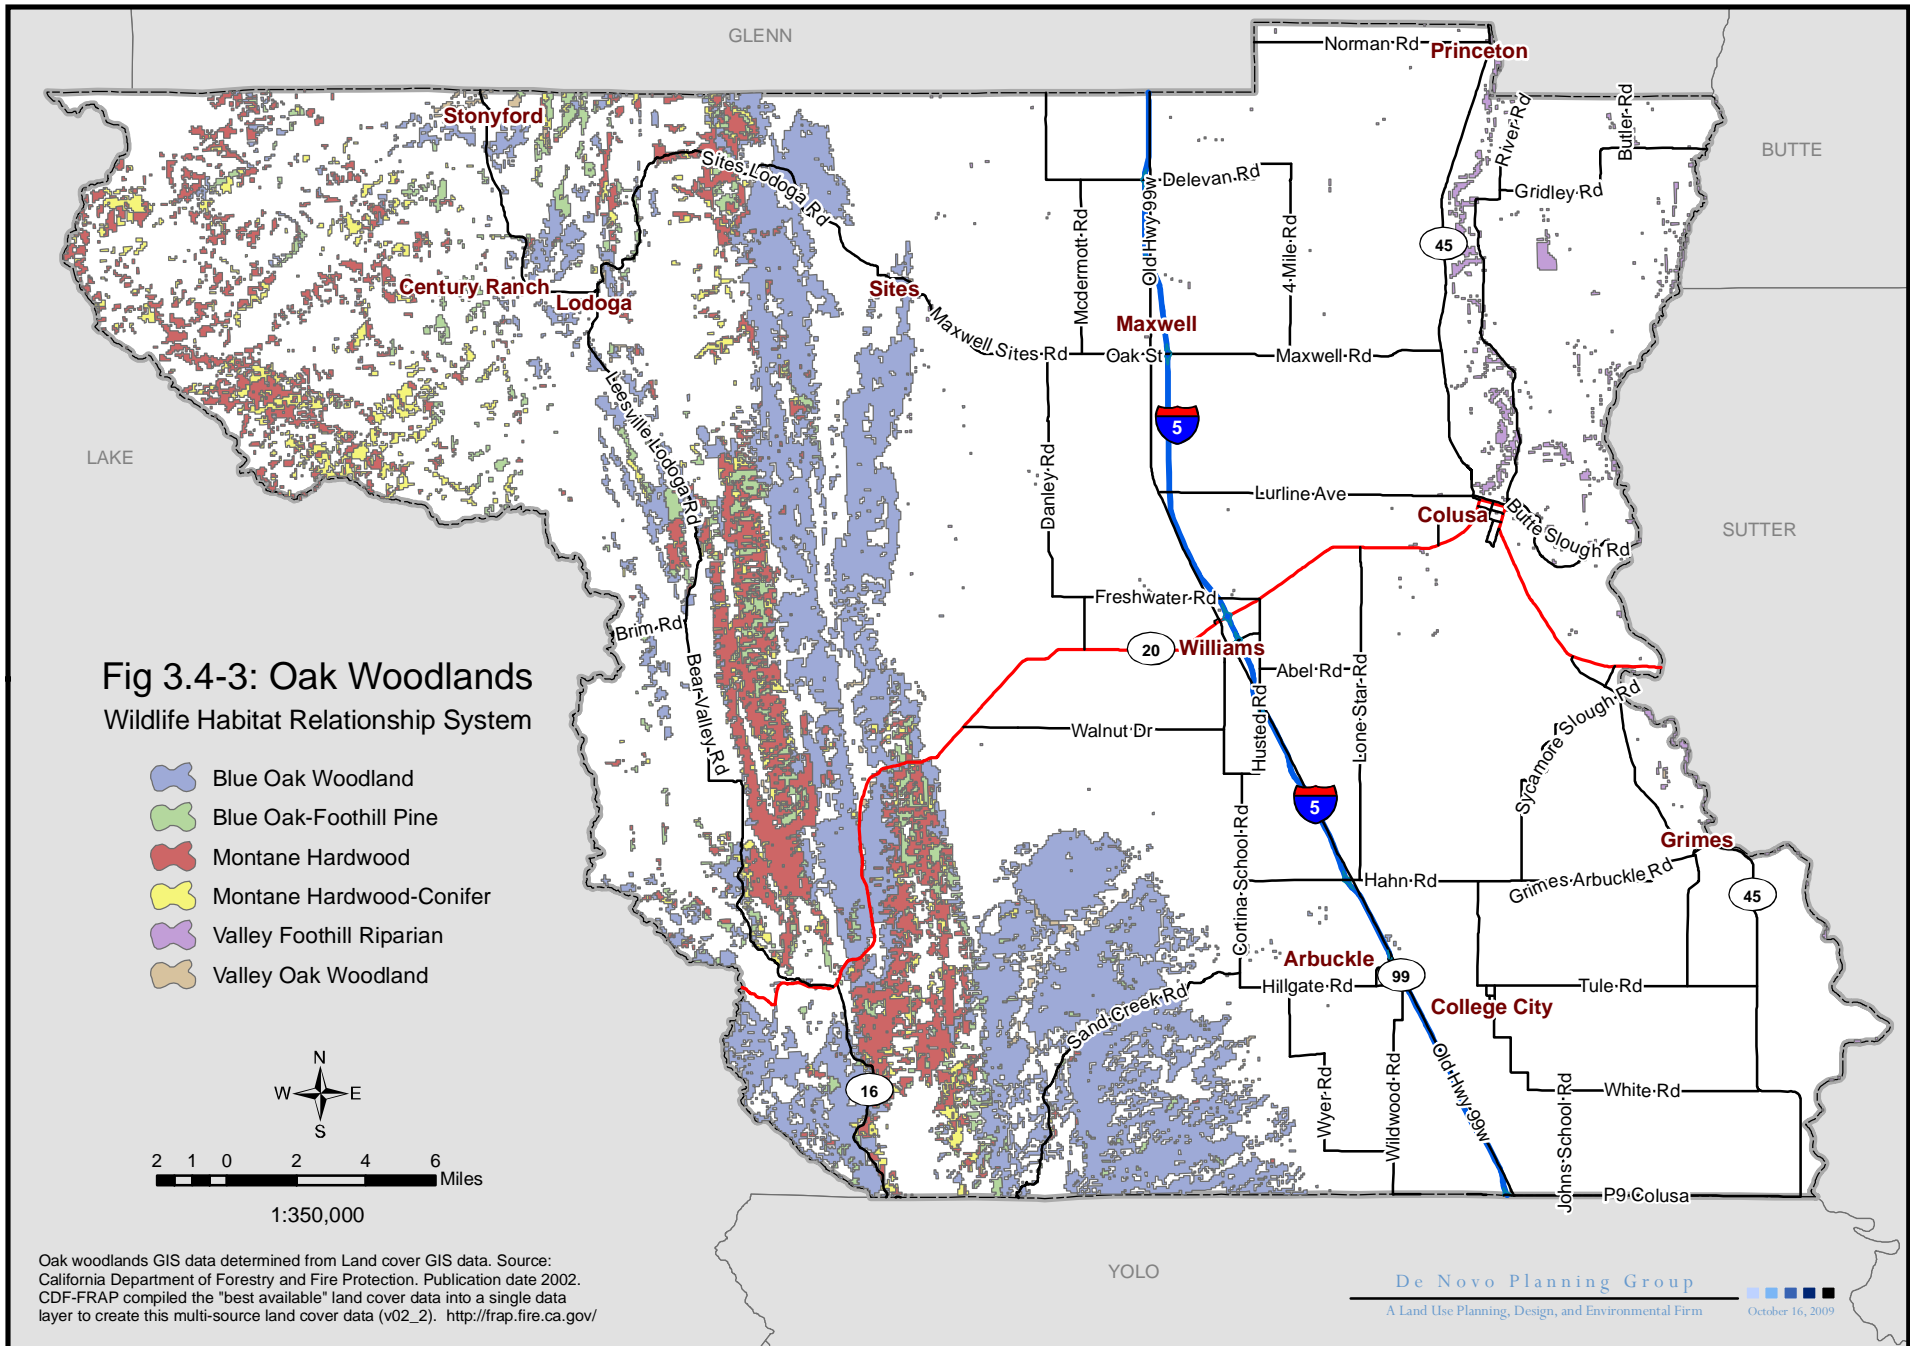 GLENN
Norman Rd
Princeton
Stonyford
River Rd
Butler Rd
BUTTE
Sites Lodoga Rd
Delevan Rd
Gridley Rd
Mcdermott Rd
Old Hwy 99w
4 Mile Rd
45
Century Ranch
Lodoga
Sites
Maxwell
Maxwell Sites Rd
Oak St
Maxwell Rd
Leesville Lodoga Rd
5
LAKE
Danley Rd
Lurline Ave
Colusa
Butte Slough Rd
SUTTER
Freshwater Rd
Brim Rd
20
Williams
Abel Rd
Lone Star Rd
Bear Valley Rd
Husted Rd
Walnut Dr
Sycamore Slough Rd
Fig 3.4-3: Oak Woodlands
Wildlife Habitat Relationship System
Blue Oak Woodland
Blue Oak-Foothill Pine
Montane Hardwood
Montane Hardwood-Conifer
Valley Foothill Riparian
Valley Oak Woodland
5
Cortina School Rd
Grimes
Hahn Rd
Grimes Arbuckle Rd
45
Arbuckle
99
Hillgate Rd
Tule Rd
College City
Sand Creek Rd
Old Hwy 99w
16
Wyer Rd
Wildwood Rd
Johns School Rd
White Rd
P9 Colusa
N
W E
S
2 1 0 2 4 6
Miles
1:350,000
YOLO
Oak woodlands GIS data determined from Land cover GIS data. Source:
California Department of Forestry and Fire Protection. Publication date 2002.
CDF-FRAP compiled the "best available" land cover data into a single data
layer to create this multi-source land cover data (v02_2). http://frap.fire.ca.gov/
De Novo Planning Group
A Land Use Planning, Design, and Environmental Firm
October 16, 2009